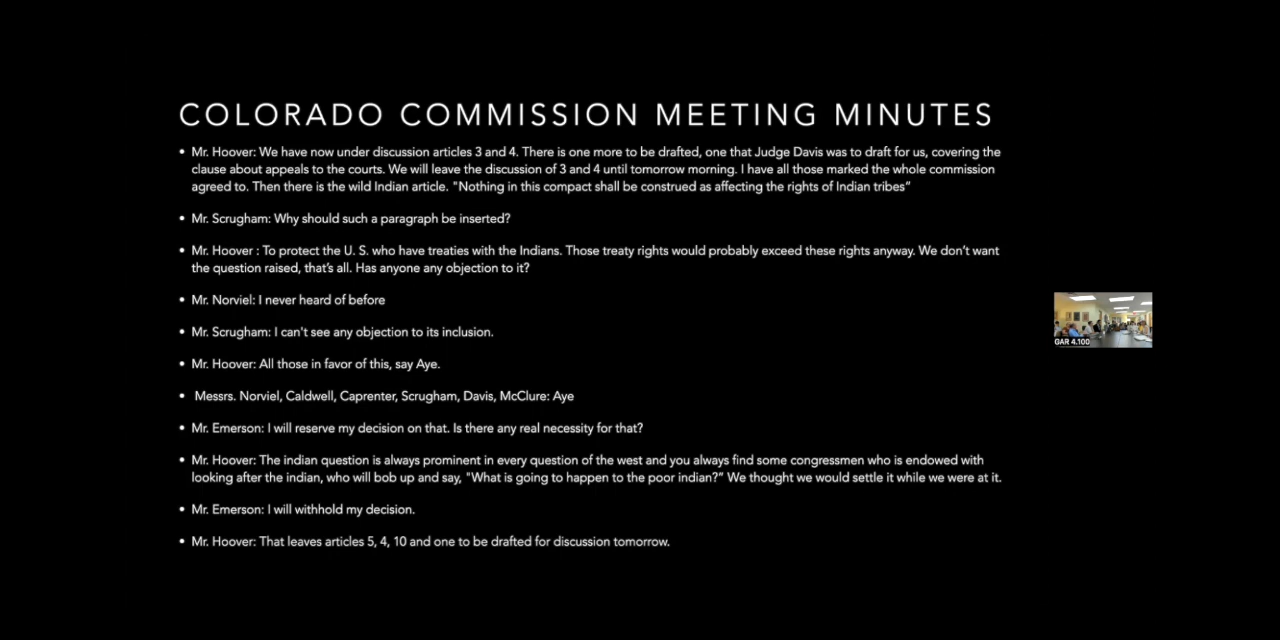 COLORADO COMMISSION MEETING MINUTES
• Mr. Hoover: We have now under discussion articles 3 and 4. There is one more to be drafted, one that Judge Davis was to draft for us, covering the
clause about appeals to the courts. We will leave the discussion of 3 and 4 until tomorrow morning. I have all those marked the whole commission
agreed to. Then there is the wild Indian article. "Nothing in this compact shall be construed as affecting the rights of Indian tribes”
• Mr. Scrugham: Why should such a paragraph be inserted?
• Mr. Hoover : To protect the U. S. who have treaties with the Indians. Those treaty rights would probably exceed these rights anyway. We don’t want
the question raised, that’s all. Has anyone any objection to it?
• Mr. Norviel: I never heard of before
• Mr. Scrugham: I can't see any objection to its inclusion.
• Mr. Hoover: All those in favor of this, say Aye.
• Messrs. Norviel, Caldwell, Caprenter, Scrugham, Davis, McClure: Aye
• Mr. Emerson: I will reserve my decision on that. Is there any real necessity for that?
• Mr. Hoover: The indian question is always prominent in every question of the west and you always find some congressmen who is endowed with
looking after the indian, who will bob up and say, "What is going to happen to the poor indian?” We thought we would settle it while we were at it.
• Mr. Emerson: I will withhold my decision.
• Mr. Hoover: That leaves articles 5, 4, 10 and one to be drafted for discussion tomorrow.
GAR 4.100